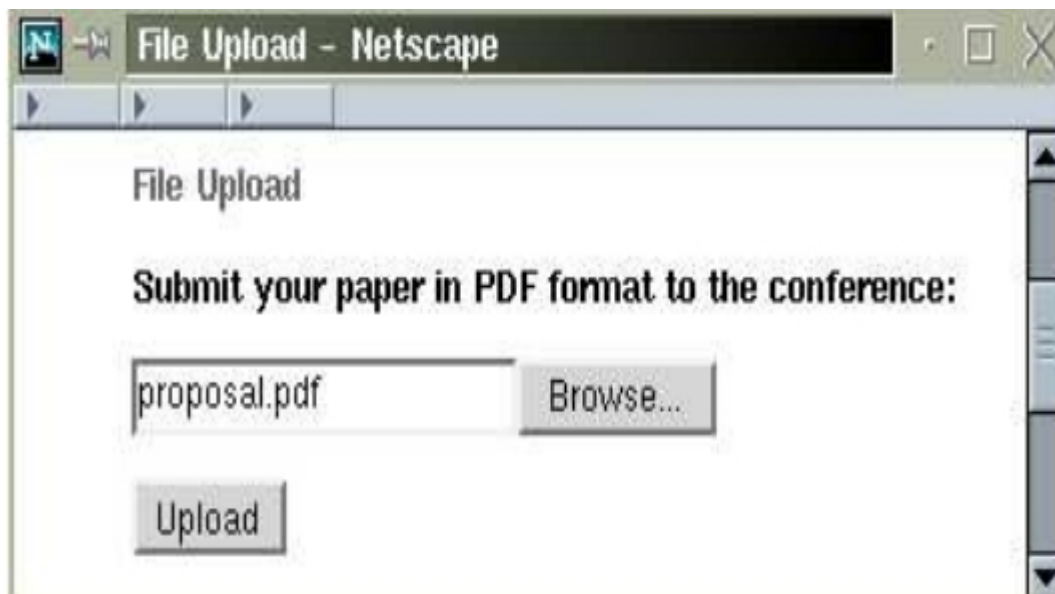 N File Upload – Netscape
File Upload
Submit your paper in PDF format to the conference:
proposal.pdf Browse...
Upload